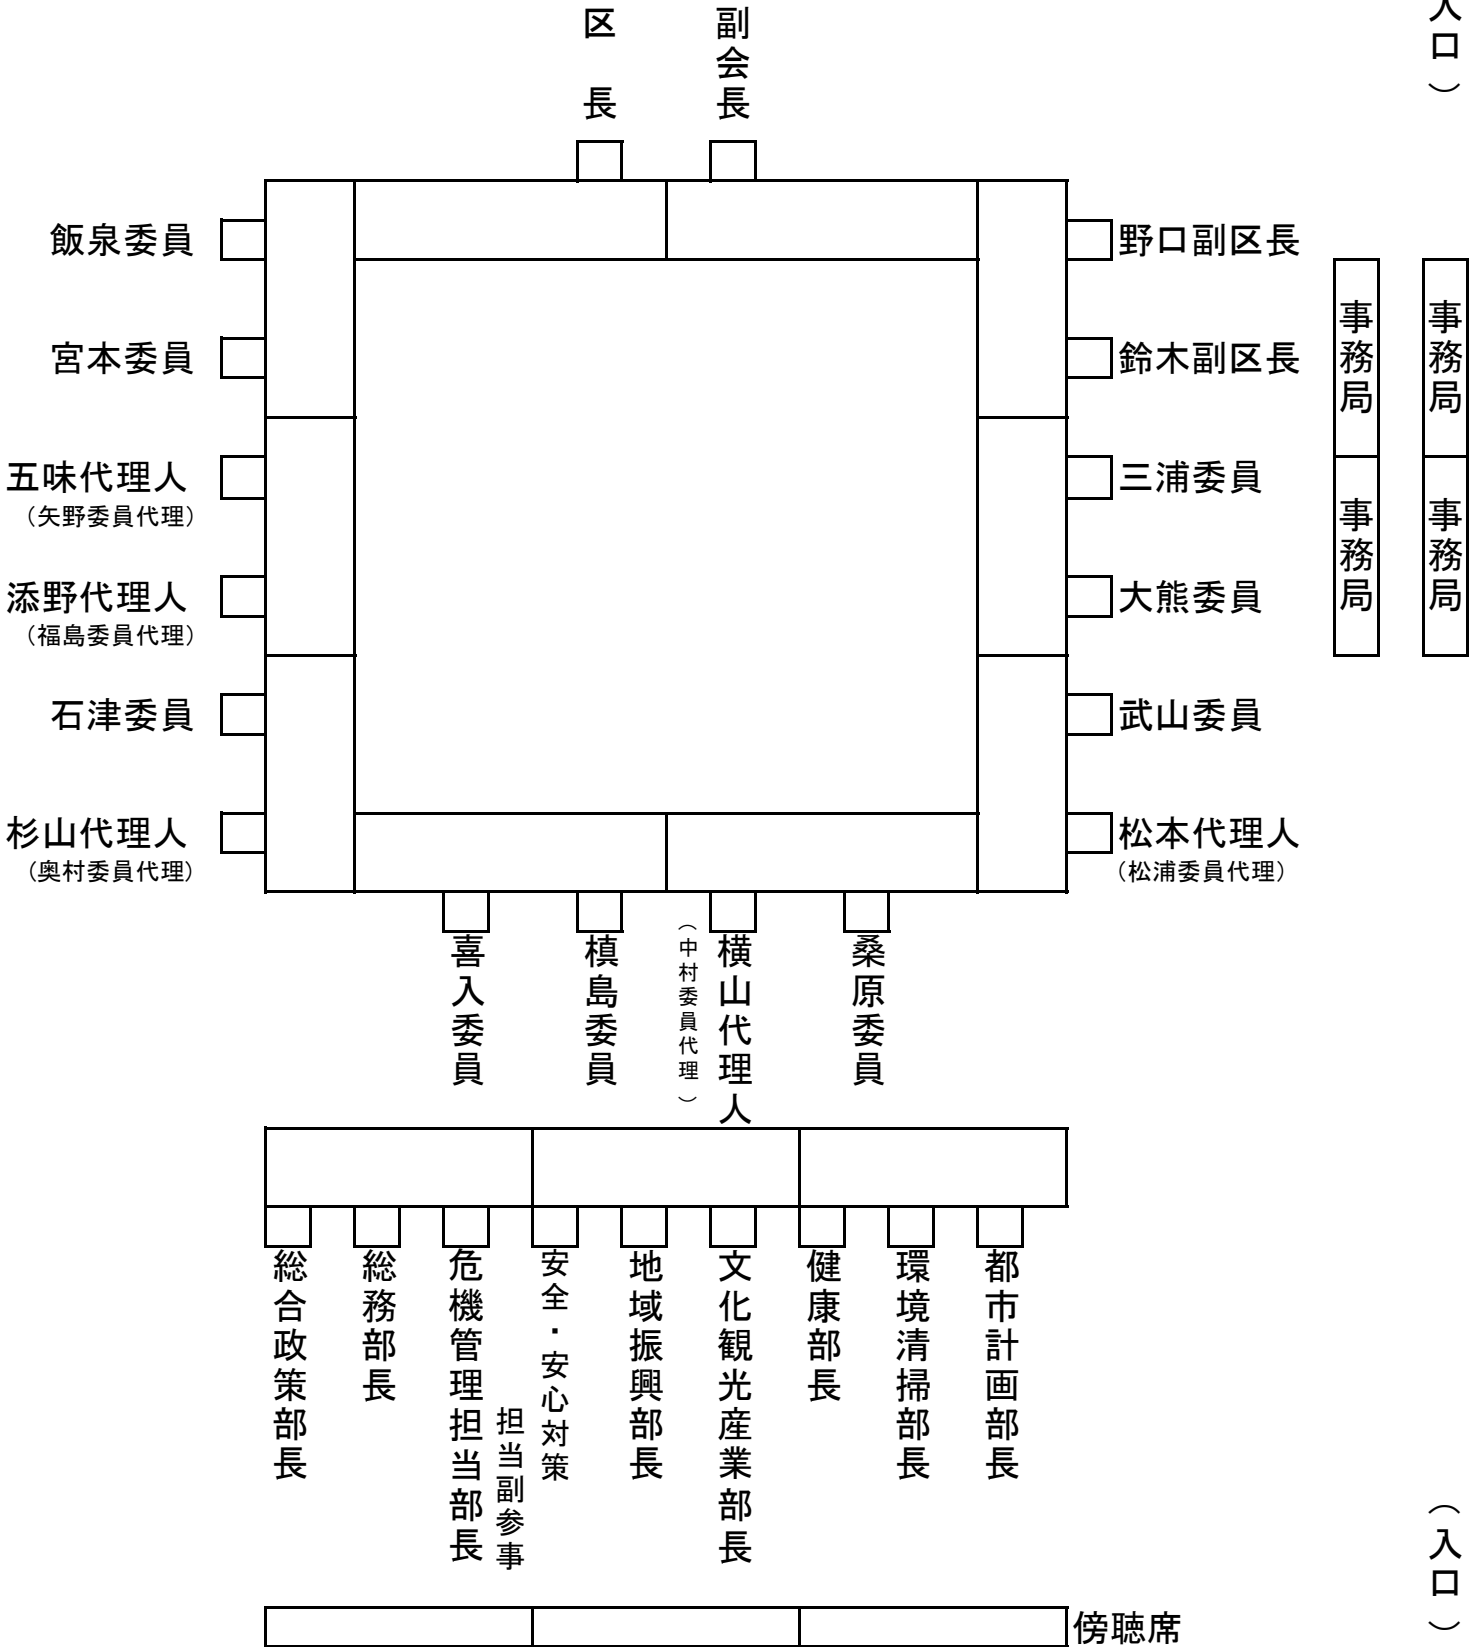 区長
副会長
入口）
飯泉委員
宮本委員
五味代理人
（矢野委員代理）
添野代理人
（福島委員代理）
石津委員
杉山代理人
（奥村委員代理）
野口副区長
鈴木副区長
三浦委員
大熊委員
武山委員
松本代理人
（松浦委員代理）
事務局
事務局
事務局
事務局
喜入委員
槙島委員
（中村委員代理）
横山代理人
桑原委員
総合政策部長
総務部長
危機管理担当部長
安全・安心対策
担当副参事
地域振興部長
文化観光産業部長
健康部長
環境清掃部長
都市計画部長
（入口）
傍聴席